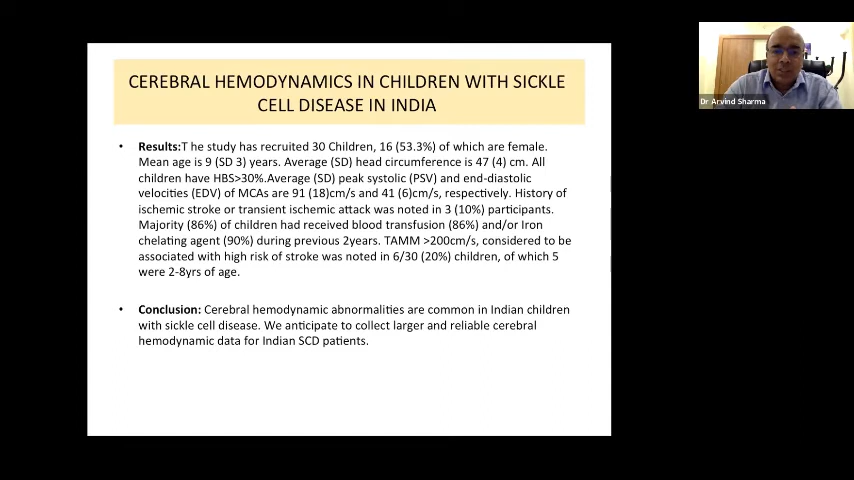 CEREBRAL HEMODYNAMICS IN CHILDREN WITH SICKLE
CELL DISEASE IN INDIA
• Results:T he study has recruited 30 Children, 16 (53.3%) of which are female.
Mean age is 9 (SD 3) years. Average (SD) head circumference is 47 (4) cm. All
children have HBS>30%.Average (SD) peak systolic (PSV) and end-diastolic
velocities (EDV) of MCAs are 91 (18)cm/s and 41 (6)cm/s, respectively. History of
ischemic stroke or transient ischemic attack was noted in 3 (10%) participants.
Majority (86%) of children had received blood transfusion (86%) and/or Iron
chelating agent (90%) during previous 2years. TAMM >200cm/s, considered to be
associated with high risk of stroke was noted in 6/30 (20%) children, of which 5
were 2-8yrs of age.
• Conclusion: Cerebral hemodynamic abnormalities are common in Indian children
with sickle cell disease. We anticipate to collect larger and reliable cerebral
hemodynamic data for Indian SCD patients.
Dr Arvind Sharma